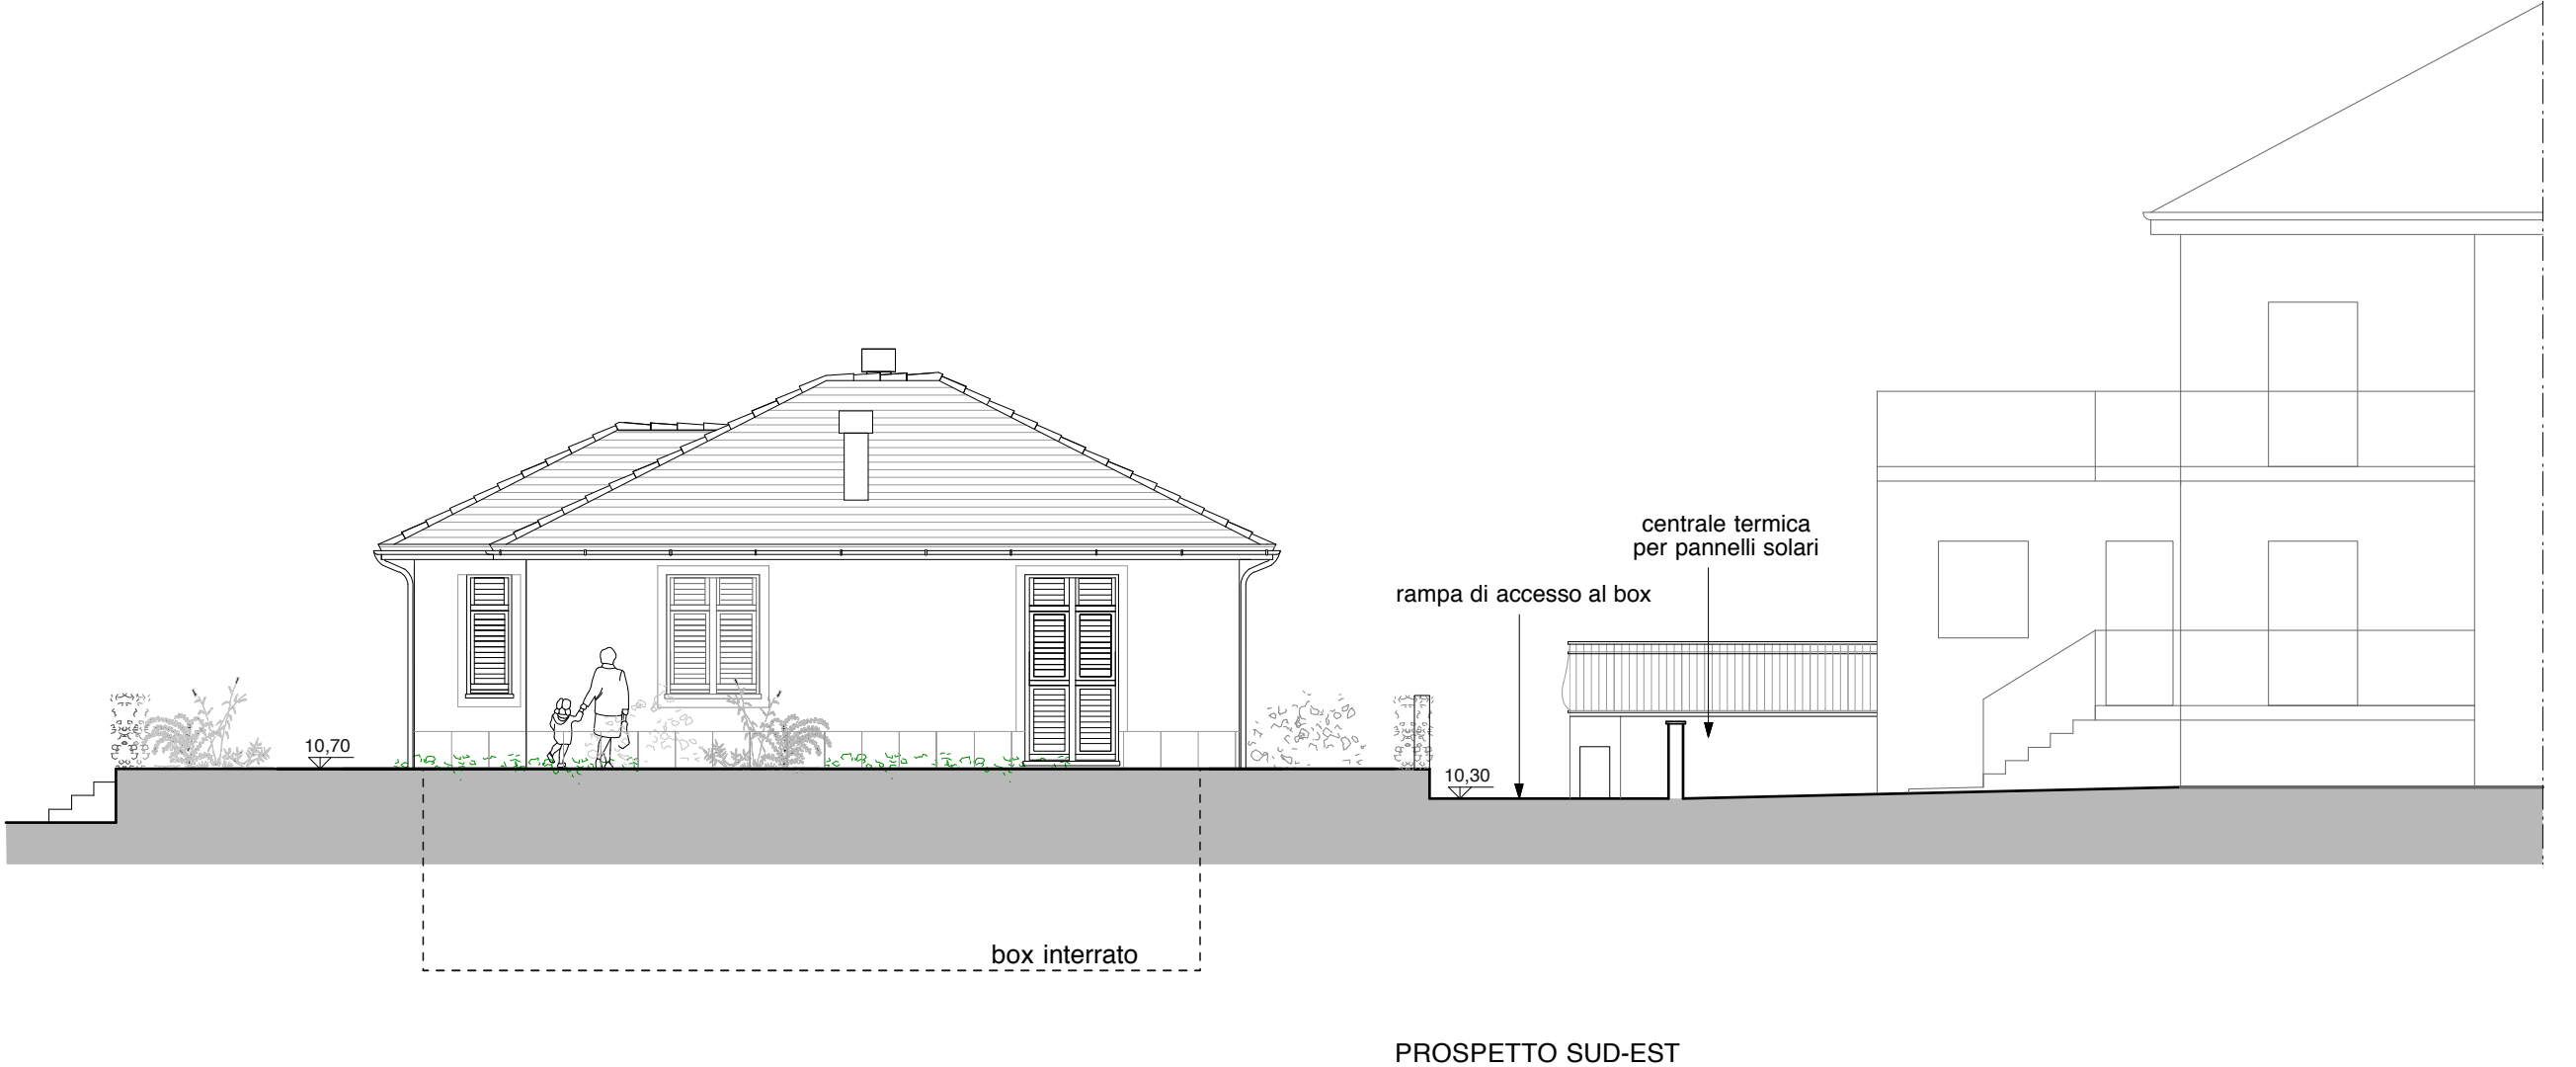 centrale termica
per pannelli solari
rampa di accesso al box
10,70
10,30
box interrato
PROSPETTO SUD-EST